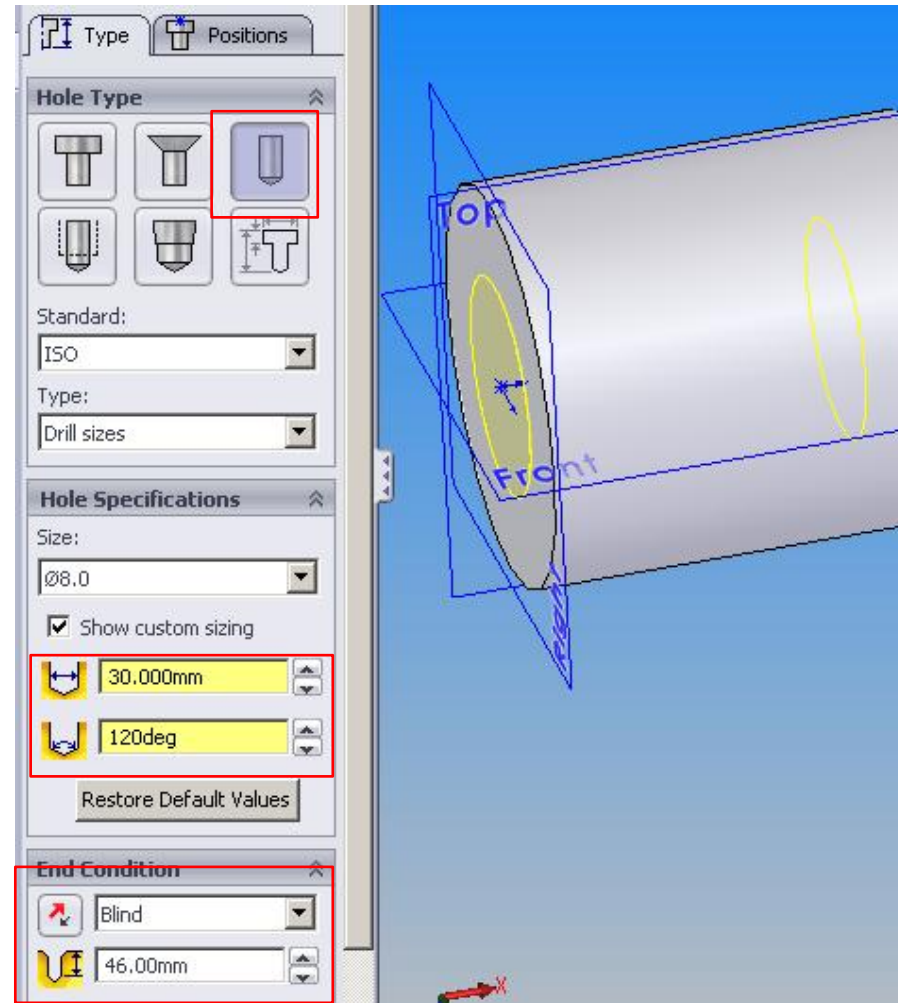 Type Positions
Hole Type
Standard:
ISO
Type:
Drill sizes
Hole Specifications
Size:
Ø8.0
Show custom sizing
30.000mm
120deg
Restore Default Values
End Condition
Blind
46.00mm
Top
Front
Right
X